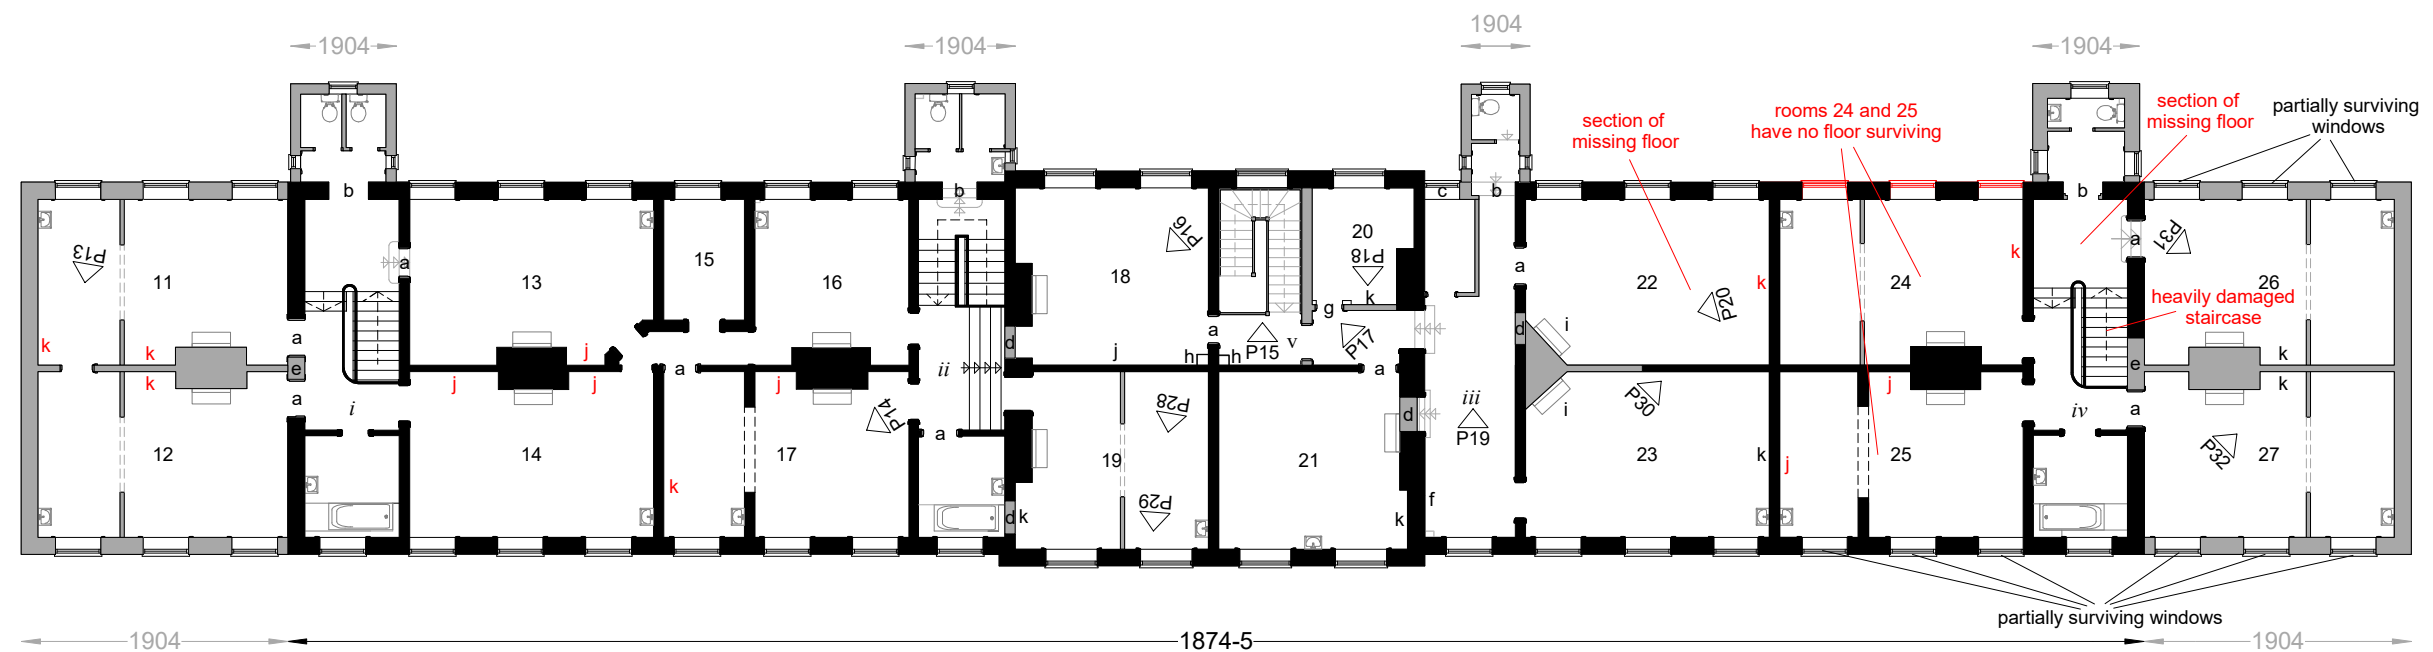 1904
1904
1904
1904
section of
missing floor
rooms 24 and 25
have no floor surviving
section of
missing floor
partially surviving
windows
b
b
c
b
b
P13
11
a
13
15
16
P16
18
20
P18
k
g
a
22
k
P20
24
k
a
P31
26
heavily damaged
staircase
k
k
k
a
e
a
i
j
j
j
a
j
ii
d
a
j
h
h
P15
v
P17
a
d
i
i
P30
j
e
k
k
a
12
14
k
17
P14
a
d
k
19
P28
P29
21
d
k
f
iii
P19
23
k
j
25
iv
P32
27
partially surviving windows
1904
1874-5
1904